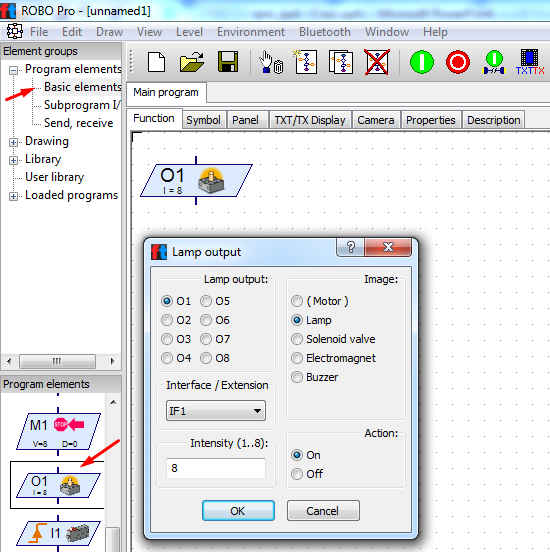 ROBO Pro - [unnamed1]
File Edit Draw View Level Environment Bluetooth Window Help
Element groups
Program elements
Basic elements
Subprogram I/
Send, receive
Drawing
Library
User library
Loaded programs
TXTTX
Main program
Function Symbol Panel TXT/TX Display Camera Properties Description
O1
I = 8
Lamp output
Lamp output:
O1 O5
O2 O6
O3 O7
O4 O8
Interface / Extension
IF1
Intensity (1..8):
8
Image:
( Motor )
Lamp
Solenoid valve
Electromagnet
Buzzer
Action:
On
Off
OK Cancel
Program elements
M1 STOP
V=8 D=0
O1
I = 8
I1